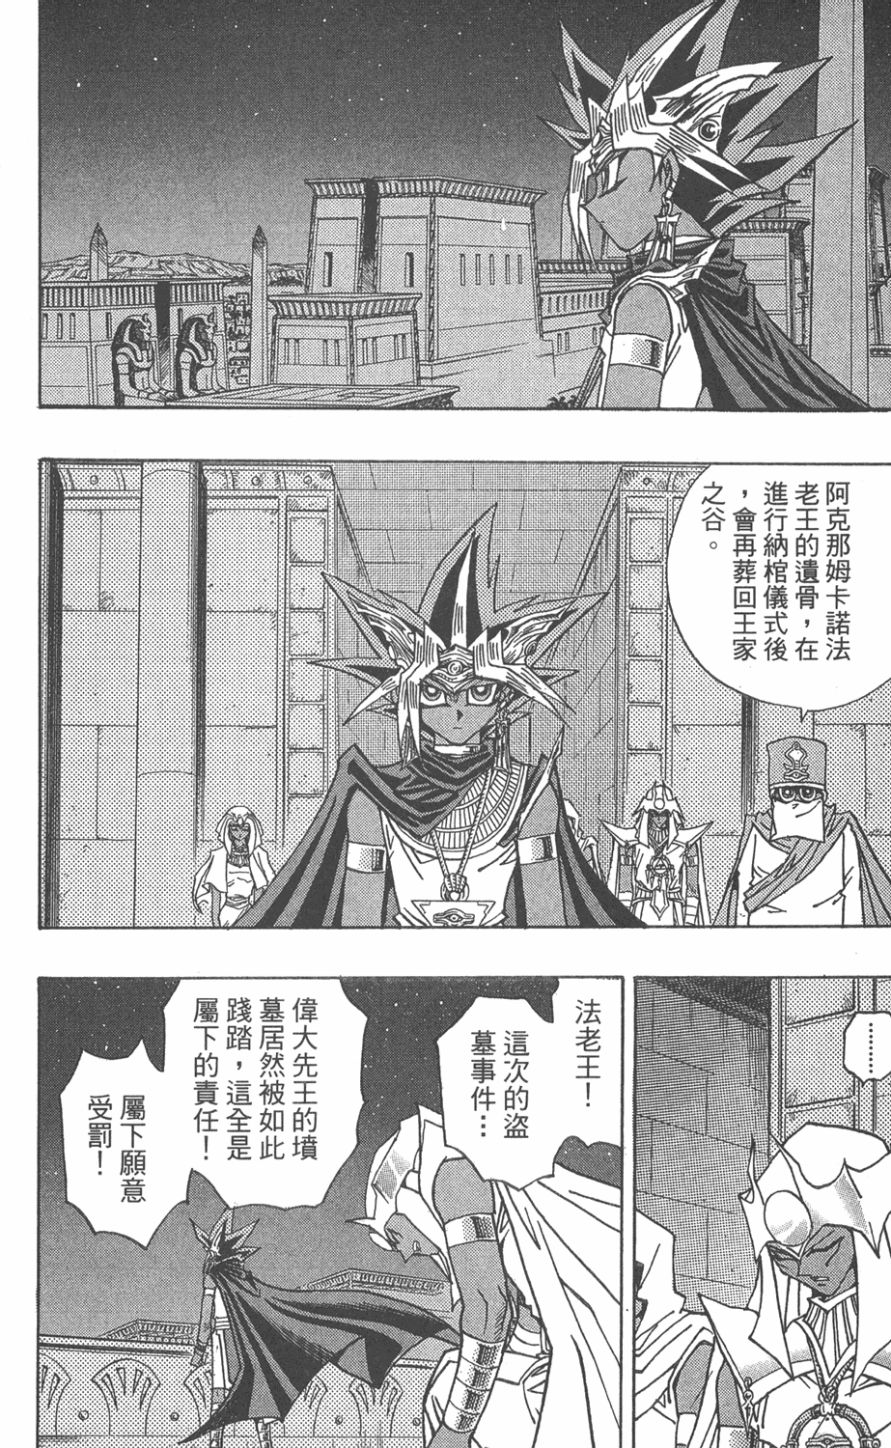 阿克那姆卡諾法
老王的遺骨，在
進行納棺儀式後
，會再葬回王家
之谷。
………
法老王！
這次的盜
墓事件…
偉大先王的墳
墓居然被如此
踐踏，這全是
屬下的責任！
屬下願意
受罰！